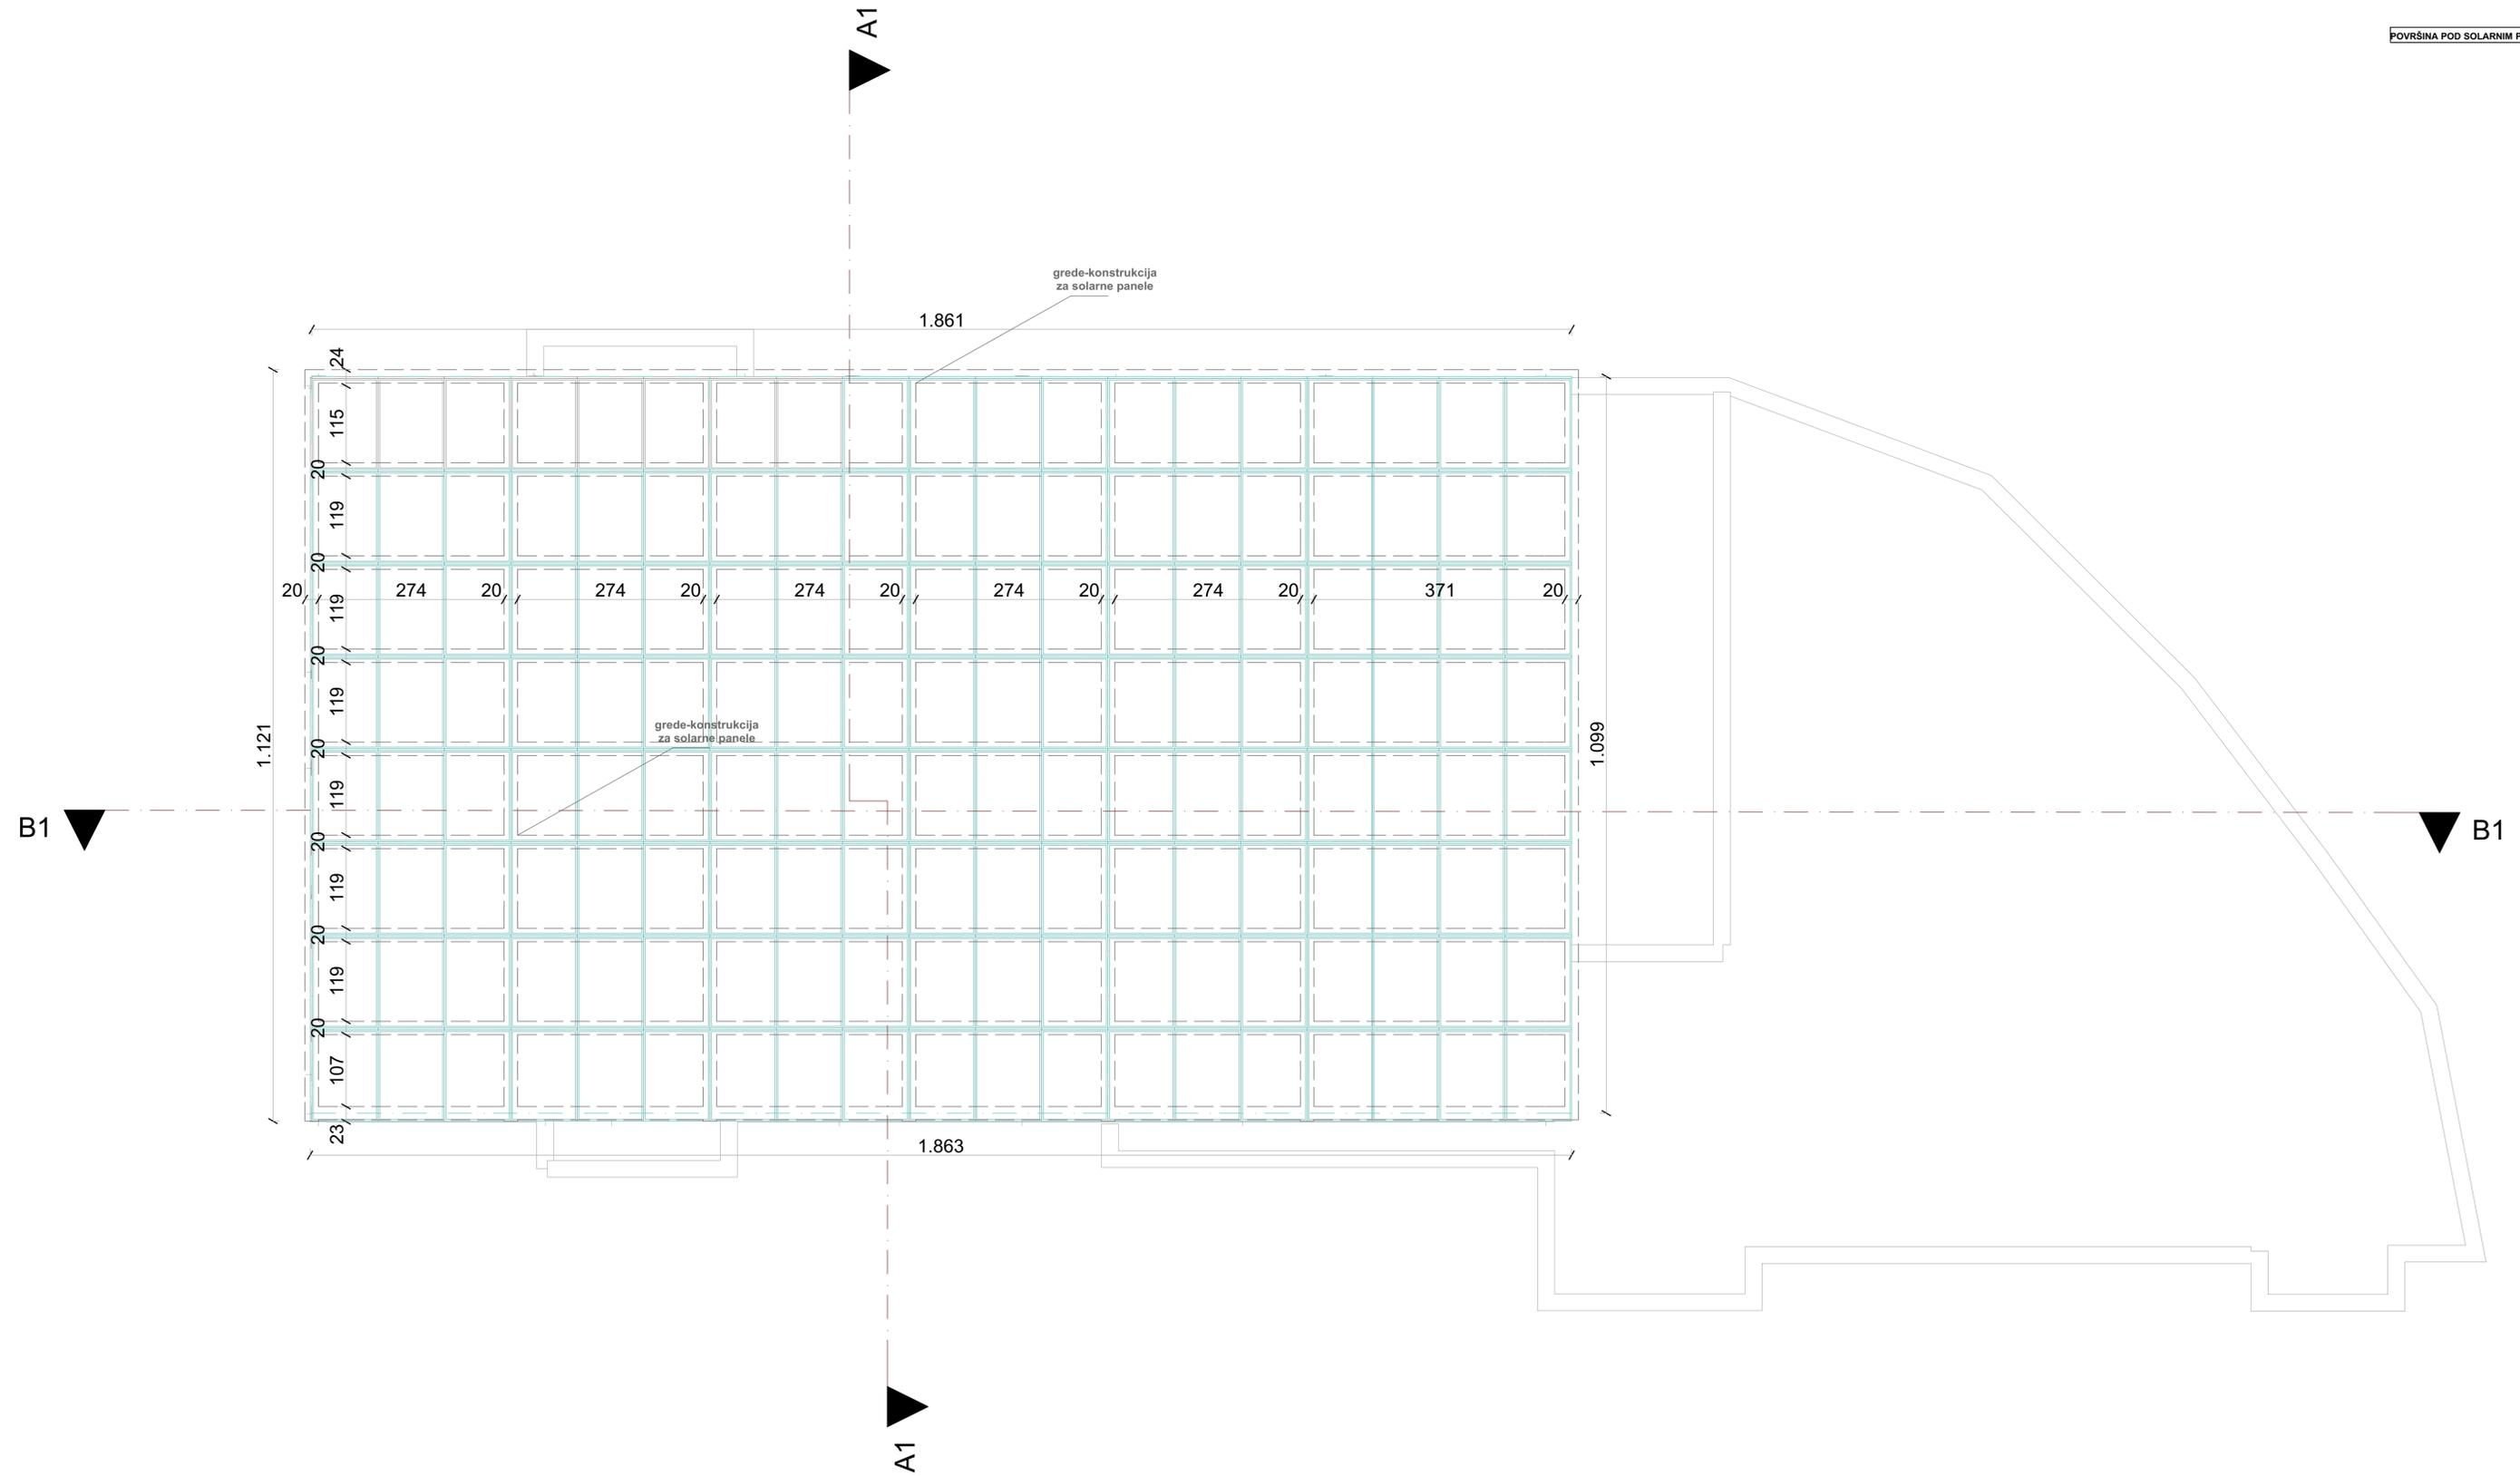 A1
POVRŠINA POD SOLARNIM
grede-konstrukcija
za solarne panele
1.861
24
115
20
119
20
20 274 20 274 20 274 20 274 20 274 20 371 20
119
20
119
grede-konstrukcija
za solarne panele
1.121
1.099
20
119
B1
B1
20
119
20
119
20
107
23
1.863
A1